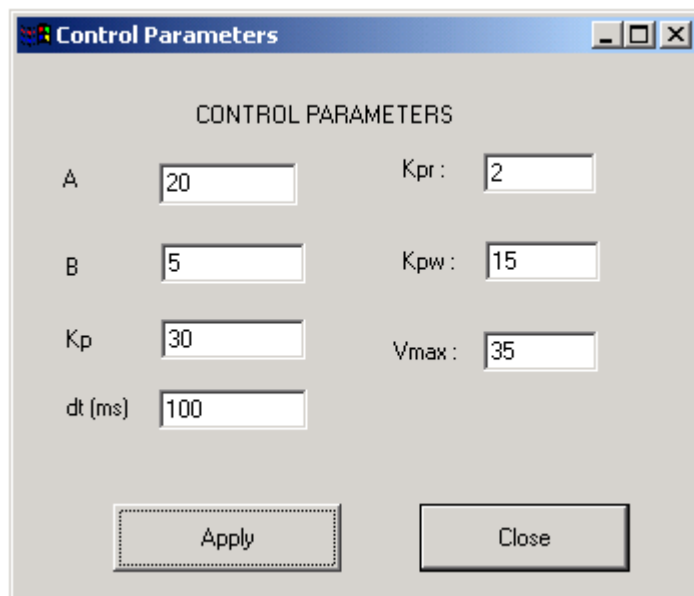 Control Parameters
CONTROL PARAMETERS
A 20
Kpr : 2
B 5
Kpw : 15
Kp 30
Vmax : 35
dt (ms) 100
Apply Close